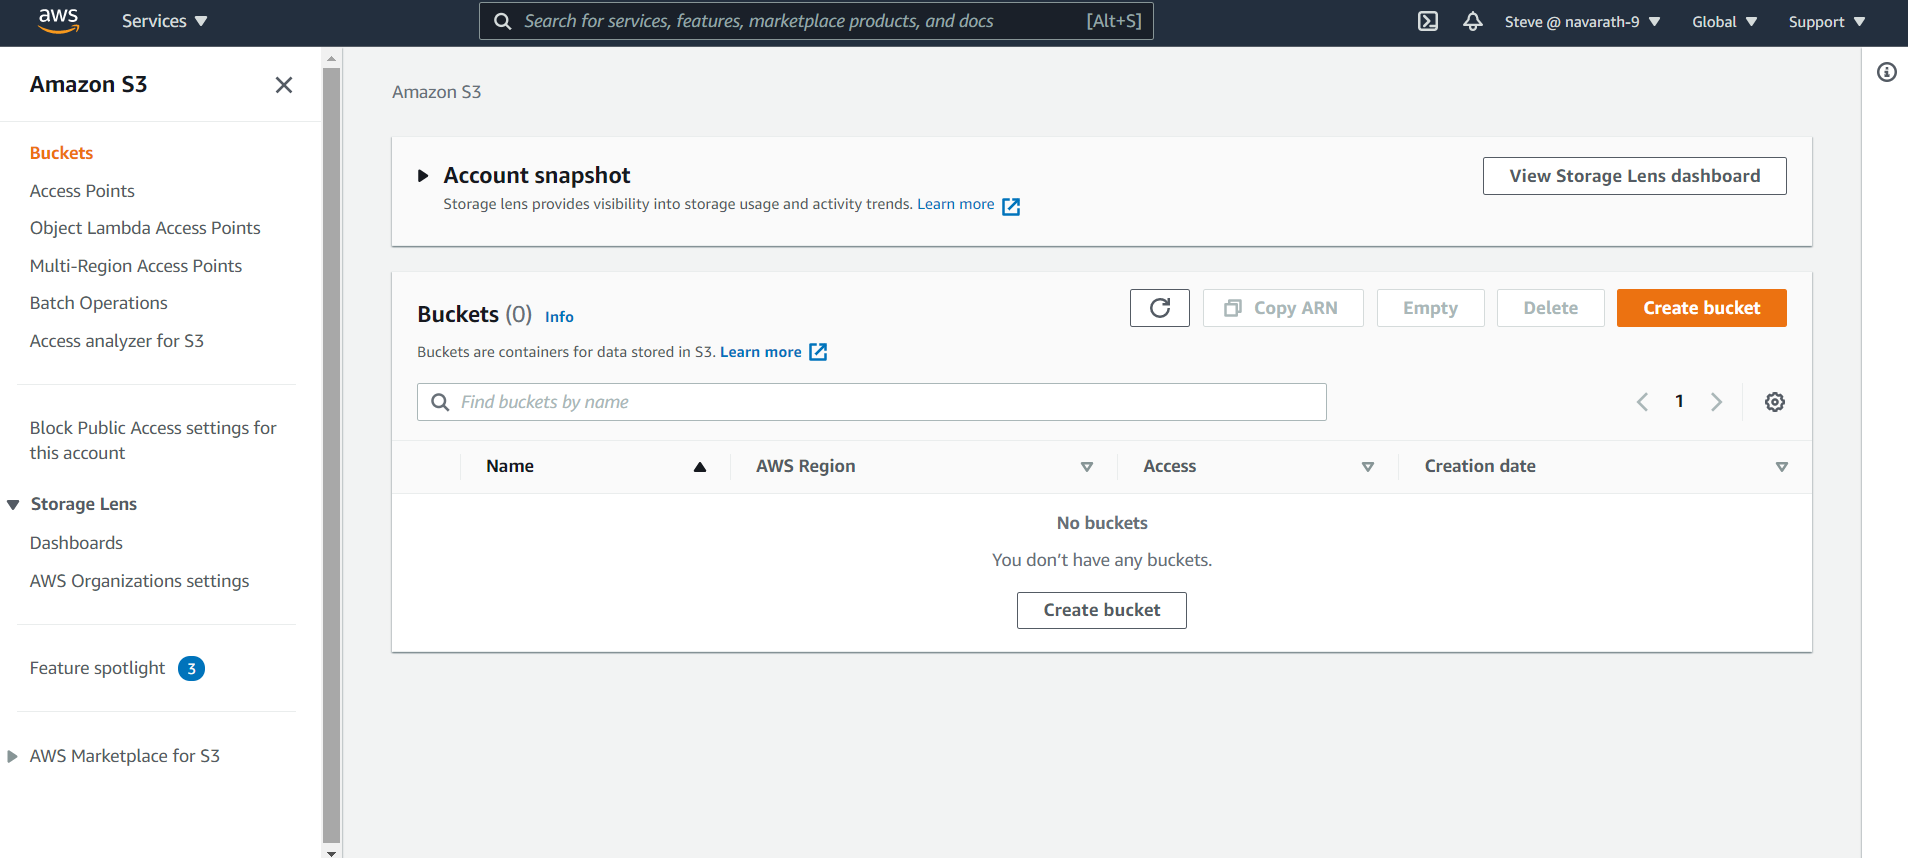 aws
Services
Search for services, features, marketplace products, and docs [Alt+S]
Steve @ navarath-9
Global
Support
Amazon S3
Buckets
Access Points
Object Lambda Access Points
Multi-Region Access Points
Batch Operations
Access analyzer for S3
Block Public Access settings for
this account
Storage Lens
Dashboards
AWS Organizations settings
Feature spotlight 3
AWS Marketplace for S3
Amazon S3
Account snapshot
View Storage Lens dashboard
Storage lens provides visibility into storage usage and activity trends. Learn more
Buckets (0) Info
Copy ARN
Empty
Delete
Create bucket
Buckets are containers for data stored in S3. Learn more
Find buckets by name
1
Name AWS Region Access Creation date
No buckets
You don't have any buckets.
Create bucket